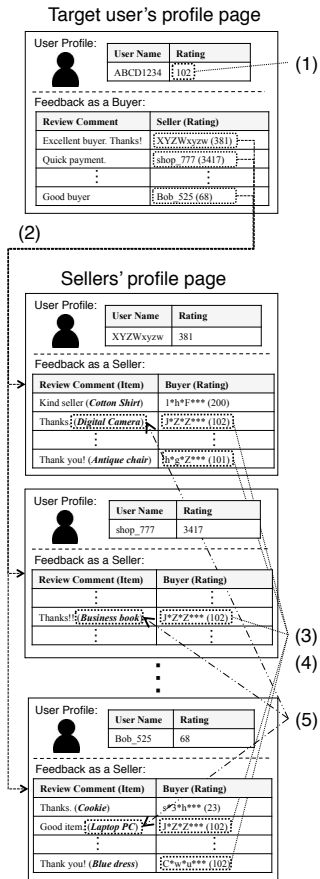 Target user's profile page
User Profile:
User Name Rating
ABCD1234 102
(1)
Feedback as a Buyer:
Review Comment Seller (Rating)
Excellent buyer. Thanks! XYZWxyzw (381)
Quick payment. shop_777 (3417)
Good buyer Bob_525 (68)
(2)
Sellers' profile page
User Profile:
User Name Rating
XYZWxyzw 381
Feedback as a Seller:
Review Comment (Item) Buyer (Rating)
Kind seller (Cotton Shirt) 1*h*F*** (200)
Thanks. (Digital Camera) J*Z*Z*** (102)
Thank you! (Antique chair) h*g*Z*** (101)
User Profile:
User Name Rating
shop_777 3417
Feedback as a Seller:
Review Comment (Item) Buyer (Rating)
Thanks!! (Business book) J*Z*Z*** (102)
(3)
(4)
(5)
User Profile:
User Name Rating
Bob_525 68
Feedback as a Seller:
Review Comment (Item) Buyer (Rating)
Thanks. (Cookie) s*3*h*** (23)
Good item. (Laptop PC) J*Z*Z*** (102)
Thank you! (Blue dress) C*w*u*** (102)